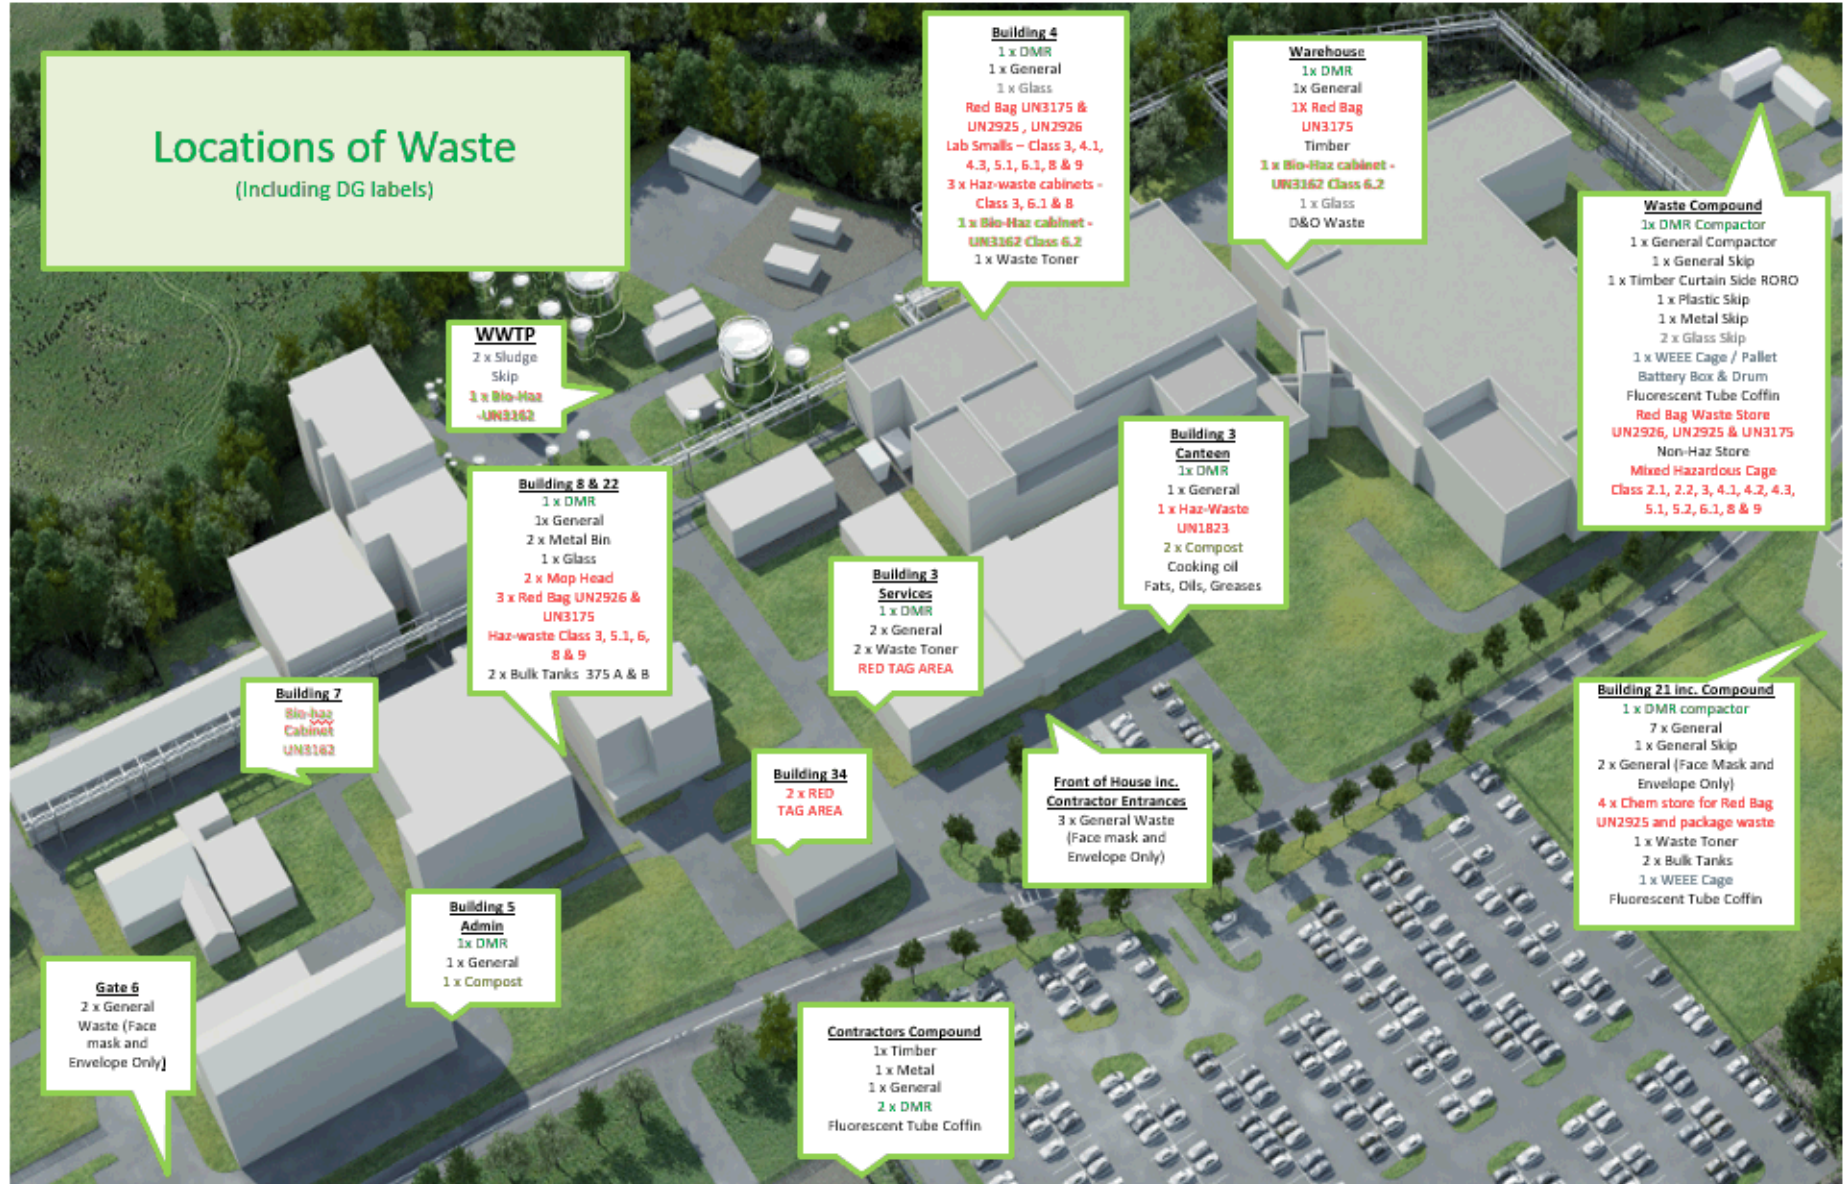 Locations of Waste
(Including DG labels)
Building 4
1 x DMR
1 x General
1 x Glass
Red Bag UN3175 &
UN2925 , UN2926
Lab Smalls – Class 3, 4.1,
4.3, 5.1, 6.1, 8 & 9
3 x Haz-waste cabinets -
Class 3, 6.1 & 8
1 x Bio-Haz cabinet -
UN3162 Class 6.2
1 x Waste Toner
Warehouse
1x DMR
1x General
1X Red Bag
UN3175
Timber
1 x Bio-Haz cabinet -
UN3162 Class 6.2
1 x Glass
D&O Waste
Waste Compound
1x DMR Compactor
1 x General Compactor
1 x General Skip
1 x Timber Curtain Side RORO
1 x Plastic Skip
1 x Metal Skip
2 x Glass Skip
1 x WEEE Cage / Pallet
Battery Box & Drum
Fluorescent Tube Coffin
Red Bag Waste Store
UN2926, UN2925 & UN3175
Non-Haz Store
Mixed Hazardous Cage
Class 2.1, 2.2, 3, 4.1, 4.2, 4.3,
5.1, 5.2, 6.1, 8 & 9
WWTP
2 x Sludge
Skip
1 x Bio-Haz
-UN3162
Building 8 & 22
1 x DMR
1x General
2 x Metal Bin
1 x Glass
2 x Mop Head
3 x Red Bag UN2926 &
UN3175
Haz-waste Class 3, 5.1, 6,
8 & 9
2 x Bulk Tanks 375 A & B
Building 3
Canteen
1x DMR
1 x General
1 x Haz-Waste
UN1823
2 x Compost
Cooking oil
Fats, Oils, Greases
Building 3
Services
1 x DMR
2 x General
2 x Waste Toner
RED TAG AREA
Building 7
Bio-haz
Cabinet
UN3162
Building 34
2 x RED
TAG AREA
Front of House inc.
Contractor Entrances
3 x General Waste
(Face mask and
Envelope Only)
Building 21 inc. Compound
1 x DMR compactor
7 x General
1 x General Skip
2 x General (Face Mask and
Envelope Only)
4 x Chem store for Red Bag
UN2925 and package waste
1 x Waste Toner
2 x Bulk Tanks
1 x WEEE Cage
Fluorescent Tube Coffin
Building 5
Admin
1x DMR
1 x General
1 x Compost
Gate 6
2 x General
Waste (Face
mask and
Envelope Only)
Contractors Compound
1x Timber
1 x Metal
1 x General
2 x DMR
Fluorescent Tube Coffin